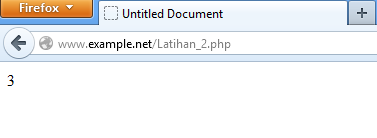 Firefox
Untitled Document
www.example.net/Latihan_2.php
3